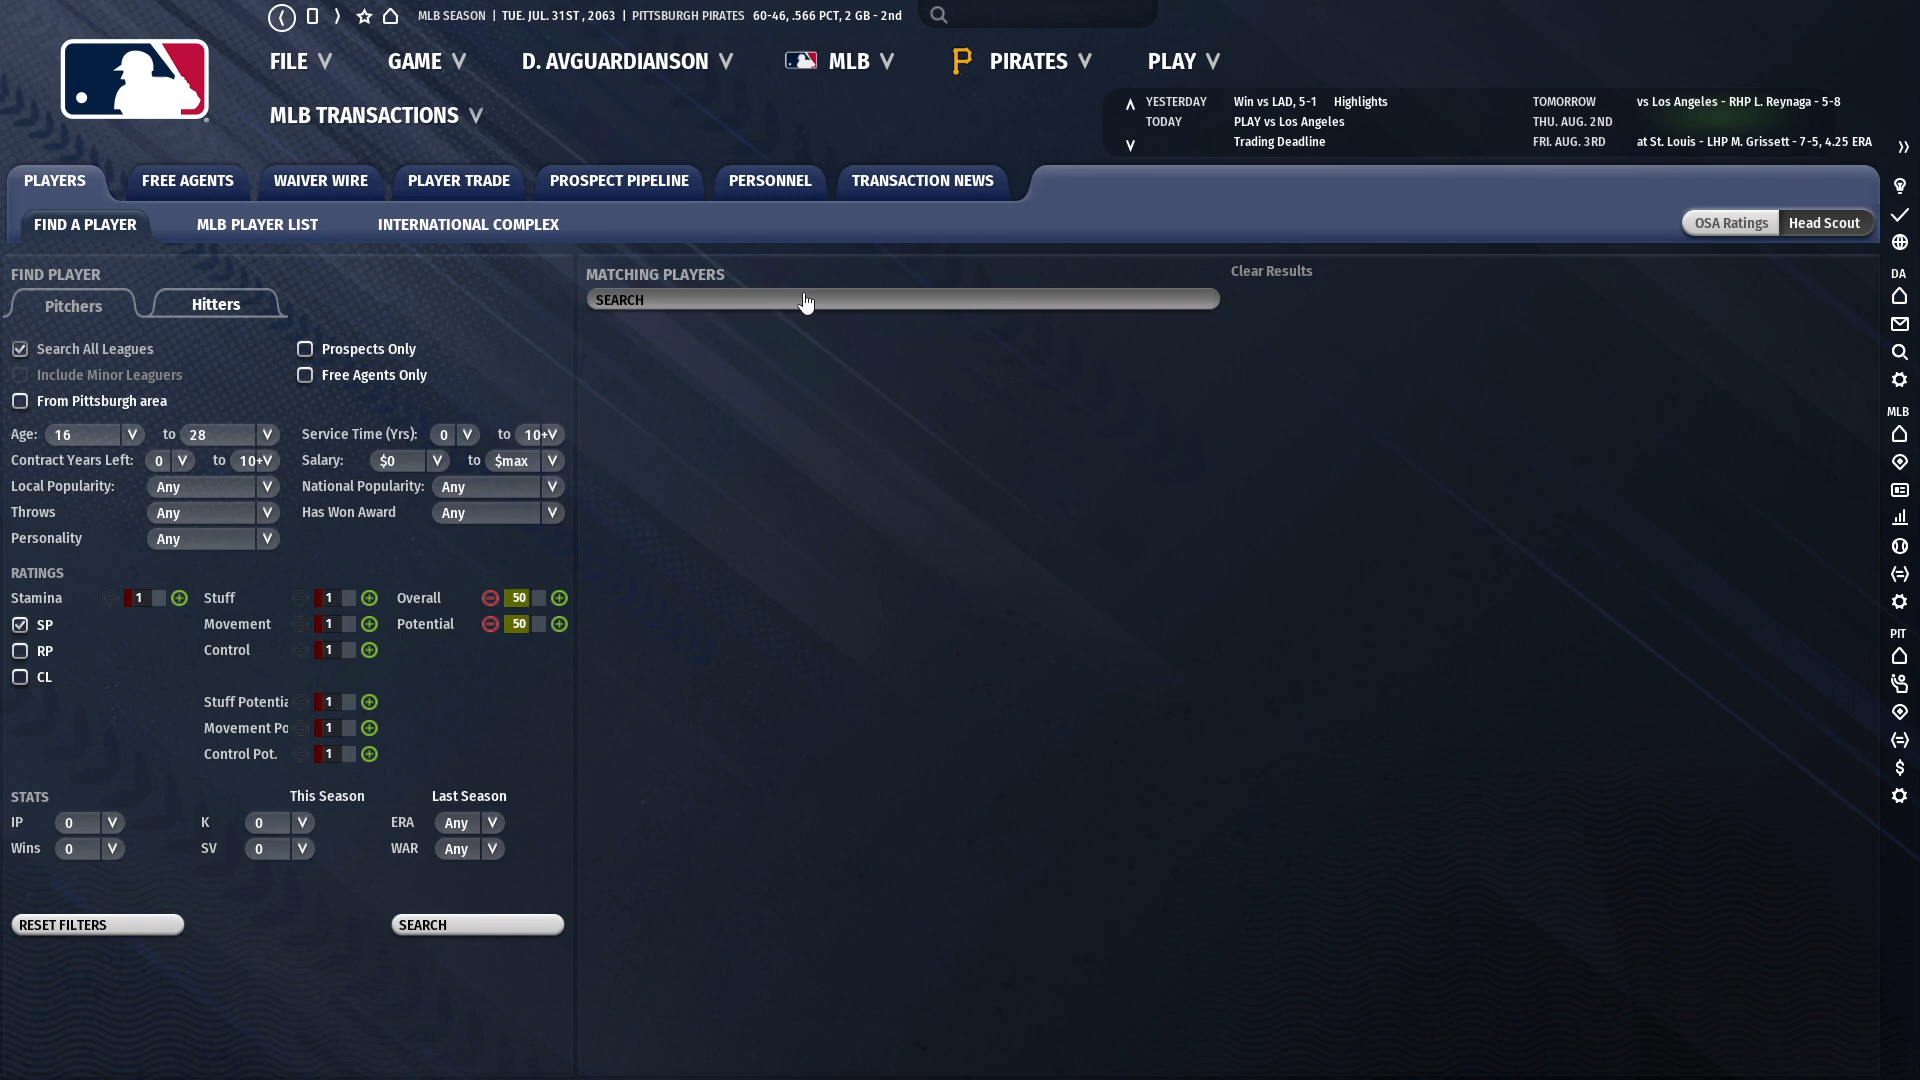 MLB SEASON | TUE. JUL. 31ST , 2063 | PITTSBURGH PIRATES 60-46, .566 PCT, 2 GB - 2nd
FILE GAME D. AVGUARDIANSON MLB PIRATES PLAY
MLB TRANSACTIONS
YESTERDAY Win vs LAD, 5-1 Highlights TOMORROW vs Los Angeles - RHP L. Reynaga - 5-8
TODAY PLAY vs Los Angeles THU. AUG. 2ND
Trading Deadline FRI. AUG. 3RD at St. Louis - LHP M. Grissett - 7-5, 4.25 ERA
PLAYERS FREE AGENTS WAIVER WIRE PLAYER TRADE PROSPECT PIPELINE PERSONNEL TRANSACTION NEWS
FIND A PLAYER MLB PLAYER LIST INTERNATIONAL COMPLEX OSA Ratings Head Scout
FIND PLAYER MATCHING PLAYERS Clear Results
SEARCH
Pitchers Hitters
Search All Leagues Prospects Only
Include Minor Leaguers Free Agents Only
From Pittsburgh area
Age: 16 to 28 Service Time (Yrs): 0 to 10+
Contract Years Left: 0 to 10+ Salary: $0 to $max
Local Popularity: Any National Popularity: Any
Throws Any Has Won Award Any
Personality Any
RATINGS
Stamina 1 Stuff 1 Overall 50
SP Movement 1 Potential 50
RP Control 1
CL
Stuff Potentia 1
Movement Po 1
Control Pot. 1
STATS This Season Last Season
IP 0 K 0 ERA Any
Wins 0 SV 0 WAR Any
RESET FILTERS SEARCH
DA
MLB
PIT
$